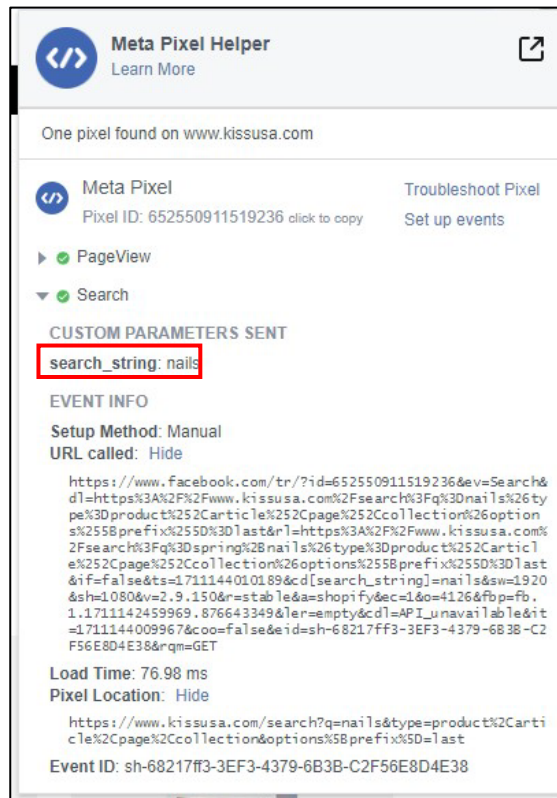 </>
Meta Pixel Helper
Learn More
One pixel found on www.kissusa.com
</>
Meta Pixel
Troubleshoot Pixel
Pixel ID: 652550911519236 click to copy
Set up events
PageView
Search
CUSTOM PARAMETERS SENT
search_string: nails
EVENT INFO
Setup Method: Manual
URL called: Hide
https://www.facebook.com/tr/?id=652550911519236&ev=Search&
dl=https%3A%2F%2Fwww.kissusa.com%2Fsearch%3Fq%3Dnails%26ty
pe%3Dproduct%252Carticle%252Cpage%252Ccollection%26option
s%255Bprefix%255D%3Dlast&rl=https%3A%2F%2Fwww.kissusa.com%
2Fsearch%3Fq%3Dspring%2Bnails%26type%3Dproduct%252Carticl
e%252Cpage%252Ccollection%26options%255Bprefix%255D%3Dlast
&if=false&ts=1711144010189&cd[search_string]=nails&sw=1920
&sh=1080&v=2.9.150&r=stable&a=shopify&ec=1&o=4126&fbp=fb.
1.1711142459969.876643349&ler=empty&cdl=API_unavailable&it
=1711144009967&coo=false&eid=sh-68217ff3-3EF3-4379-6B3B-C2
F56E8D4E38&rqm=GET
Load Time: 76.98 ms
Pixel Location: Hide
https://www.kissusa.com/search?q=nails&type=product%2Carti
cle%2Cpage%2Ccollection&options%5Bprefix%5D=last
Event ID: sh-68217ff3-3EF3-4379-6B3B-C2F56E8D4E38